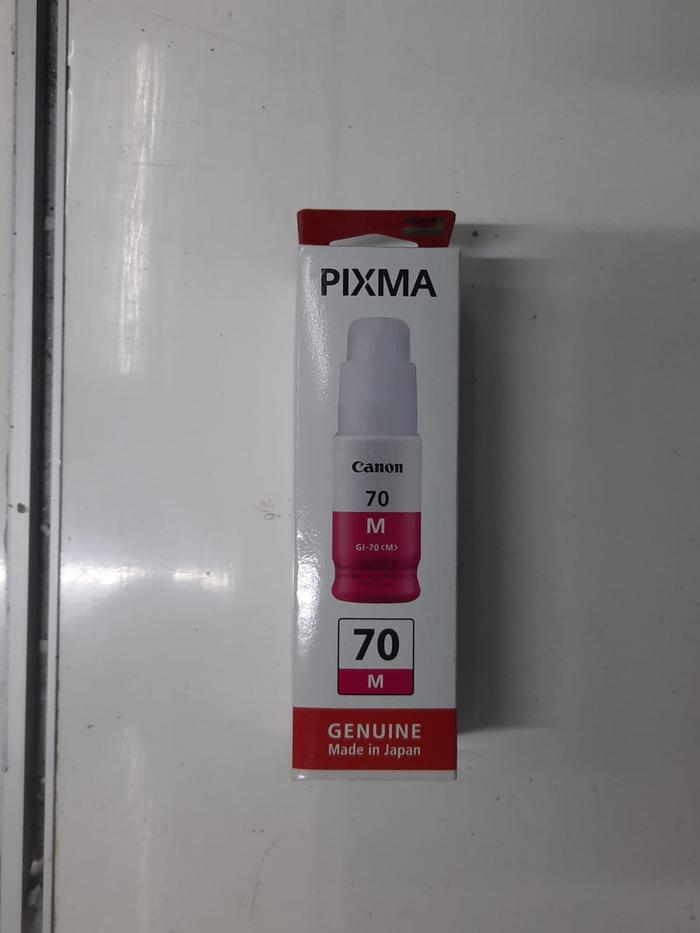 PIXMA
Canon
70
M
GI-70<M>
70
M
GENUINE
Made in Japan